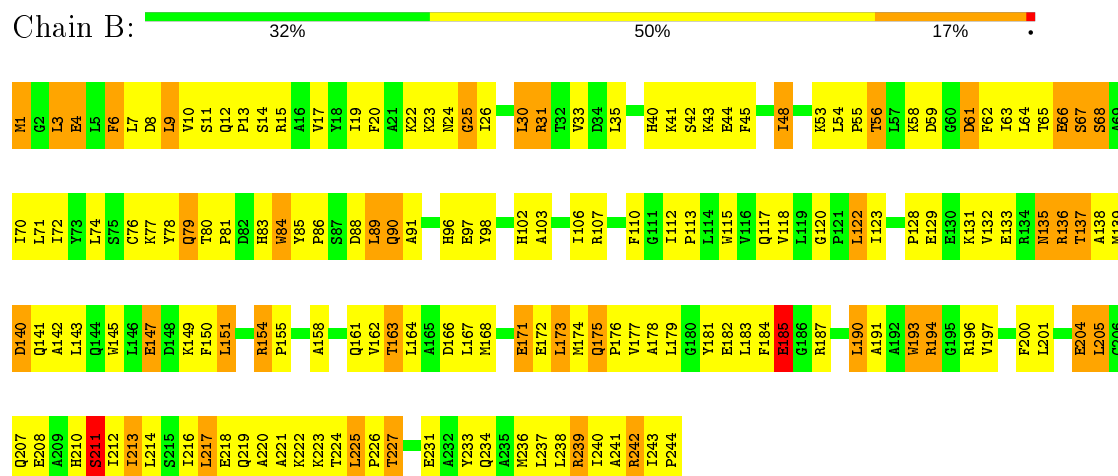 Chain B:
32% 50% 17% •
M1 G2 L3 E4 L5 F6 L7 D8 L9 V10 S11 Q12 P13 S14 R15 A16 V17 Y18 I19 F20 A21 K22 K23 N24 G25 I26 L30 R31 T32 V33 D34 L35 H40 K41 S42 K43 E44 F45 I48 K53 L54 P55 T56 L57 K58 D59 G60 D61 F62 I63 L64 T65 E66 S67 S68 A69
I70 L71 I72 Y73 L74 S75 C76 K77 Y78 Q79 T80 P81 D82 H83 W84 Y85 P86 S87 D88 L89 Q90 A91 H96 E97 Y98 H102 A103 I106 R107 F110 G111 I112 P113 L114 W115 V116 Q117 V118 L119 G120 P121 L122 I123 P128 E129 E130 K131 V132 E133 R134 N135 R136 T137 A138 M139
D140 Q141 A142 L143 Q144 W145 L146 E147 D148 K149 F150 L151 R154 P155 A158 Q161 V162 T163 L164 A165 D166 L167 M168 E171 E172 L173 M174 Q175 P176 V177 A178 L179 G180 Y181 E182 L183 F184 E185 G186 R187 L190 A191 A192 W193 R194 G195 R196 V197 F200 L201 E204 L205 C206
Q207 E208 A209 H210 S211 I212 I213 L214 S215 I216 L217 E218 Q219 A220 A221 K222 K223 T224 L225 P226 T227 E231 A232 Y233 Q234 A235 M236 L237 L238 R239 I240 A241 R242 I243 P244